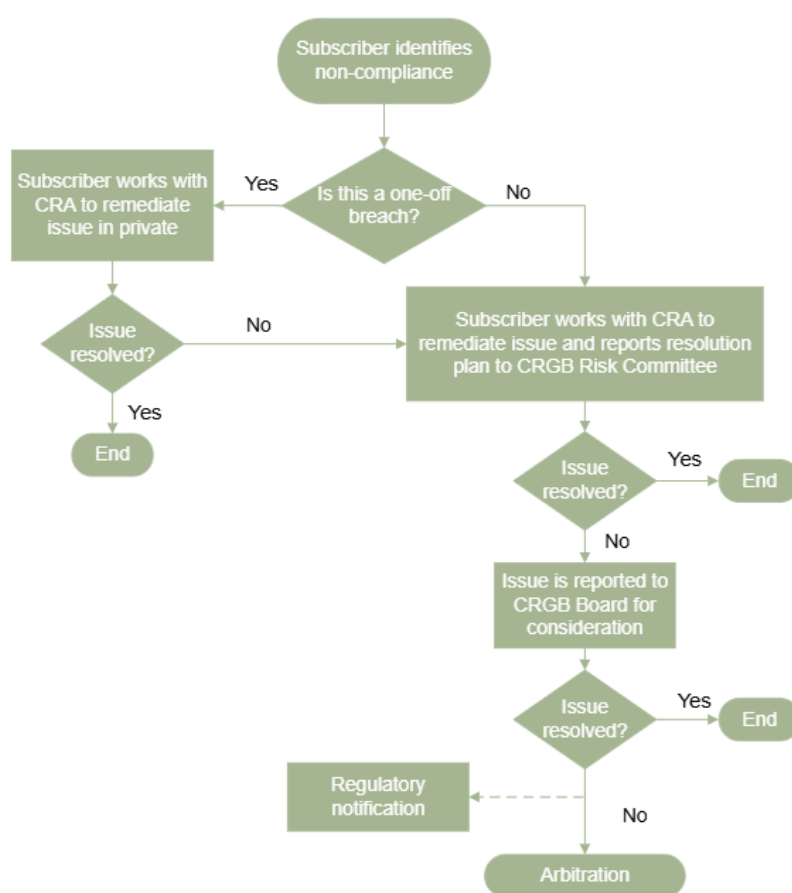 Subscriber identifies
non-compliance
Is this a one-off
breach?
Yes
No
Subscriber works with
CRA to remediate
issue in private
Issue
resolved?
No
Yes
End
Subscriber works with CRA to
remediate issue and reports resolution
plan to CRGB Risk Committee
Issue
resolved?
Yes
End
No
Issue is reported to
CRGB Board for
consideration
Issue
resolved?
Yes
End
Regulatory
notification
No
Arbitration